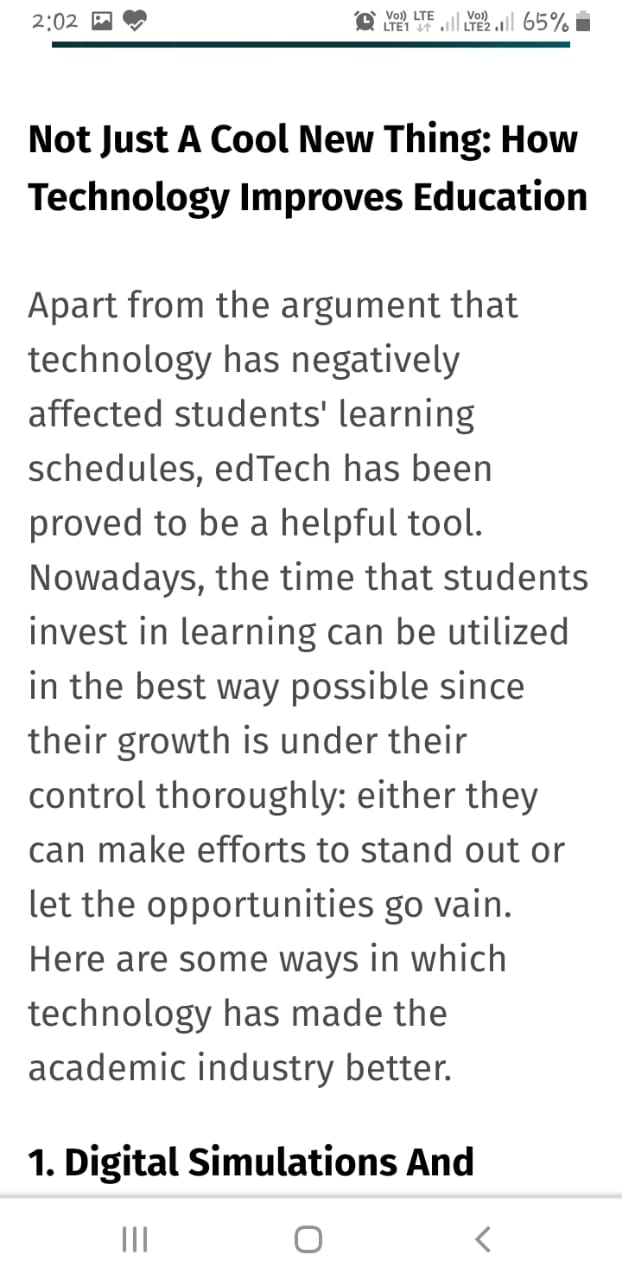 2:02
Vo)) LTE
LTE1
Vo))
LTE2
65%
Not Just A Cool New Thing: How
Technology Improves Education
Apart from the argument that
technology has negatively
affected students' learning
schedules, edTech has been
proved to be a helpful tool.
Nowadays, the time that students
invest in learning can be utilized
in the best way possible since
their growth is under their
control thoroughly: either they
can make efforts to stand out or
let the opportunities go vain.
Here are some ways in which
technology has made the
academic industry better.
1. Digital Simulations And